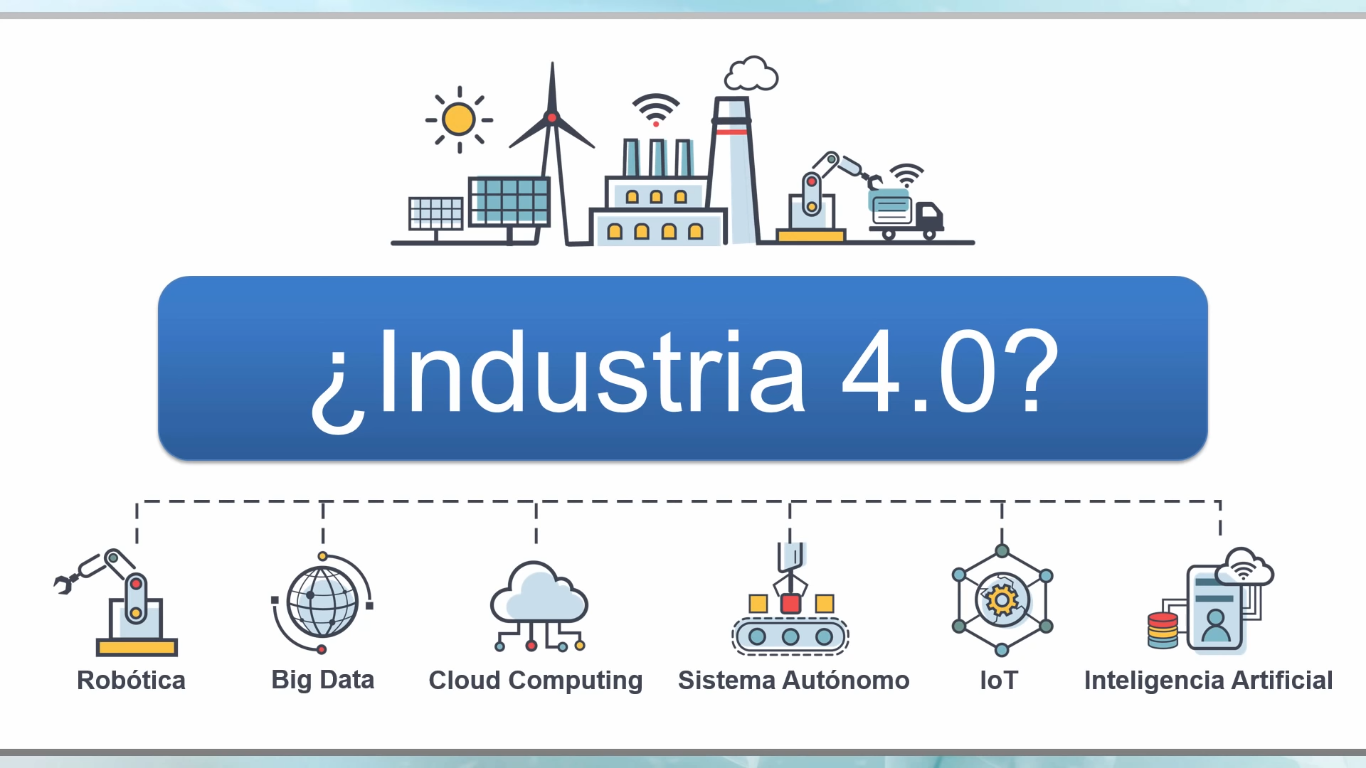 ¿Industria 4.0?
Robótica
Big Data
Cloud Computing
Sistema Autónomo
IoT
Inteligencia Artificial